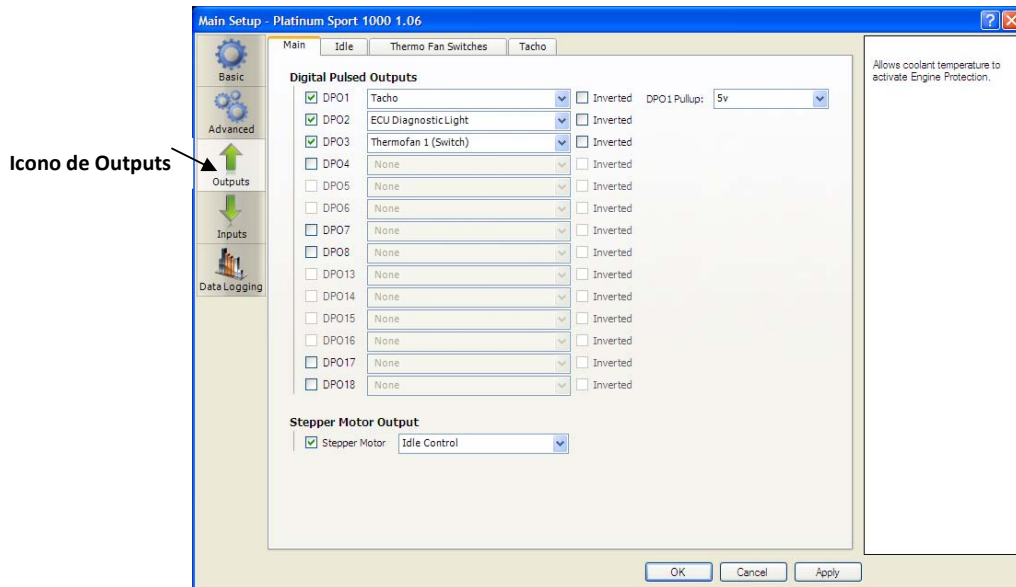 Main Setup - Platinum Sport 1000 1.06
Icono de Outputs
Basic
Advanced
Outputs
Inputs
Data Logging
Main Idle Thermo Fan Switches Tacho
Digital Pulsed Outputs
DPO1 Tacho Inverted DPO1 Pullup: 5v
DPO2 ECU Diagnostic Light Inverted
DPO3 Thermofan 1 (Switch) Inverted
DPO4 None Inverted
DPO5 None Inverted
DPO6 None Inverted
DPO7 None Inverted
DPO8 None Inverted
DPO13 None Inverted
DPO14 None Inverted
DPO15 None Inverted
DPO16 None Inverted
DPO17 None Inverted
DPO18 None Inverted
Stepper Motor Output
Stepper Motor Idle Control
Allows coolant temperature to
activate Engine Protection.
OK Cancel Apply